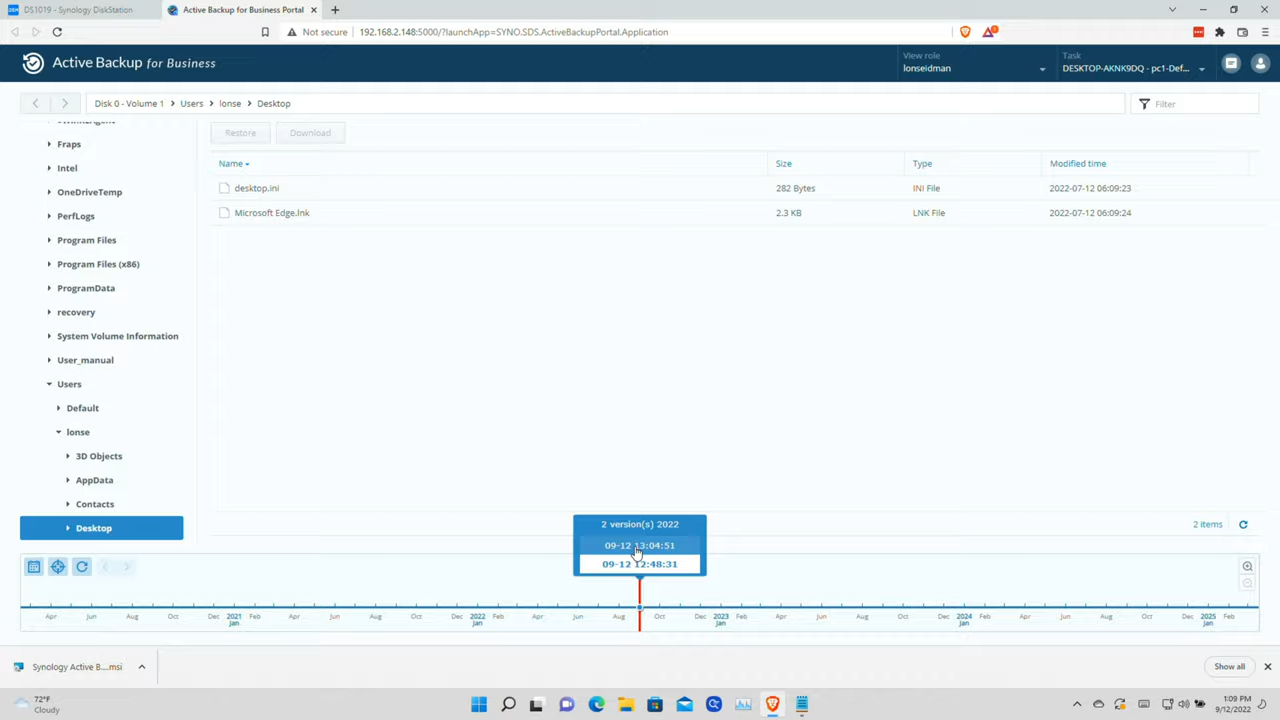 DS1019 - Synology DiskStation
Active Backup for Business Portal
Not secure
192.168.2.148:5000/?launchApp=SYNO.SDS.ActiveBackupPortal.Application
Active Backup for Business
View role
lonseidman
Task
DESKTOP-AKNK9DQ - pc1-Def...
Disk 0 - Volume 1
Users
lonse
Desktop
Filter
Restore
Download
Fraps
Intel
OneDriveTemp
PerfLogs
Program Files
Program Files (x86)
ProgramData
recovery
System Volume Information
User_manual
Users
Default
lonse
3D Objects
AppData
Contacts
Desktop
Name Size Type Modified time
desktop.ini 282 Bytes INI File 2022-07-12 06:09:23
Microsoft Edge.lnk 2.3 KB LNK File 2022-07-12 06:09:24
2 items
2 version(s) 2022
09-12 13:04:51
09-12 12:48:31
Apr Jun Aug Oct Dec 2021 Jan Feb Apr Jun Aug Oct Dec 2022 Jan Feb Apr Jun Aug Oct Dec 2023 Jan Feb Apr Jun Aug Oct Dec 2024 Jan Feb Apr Jun Aug Oct Dec 2025 Jan Feb
Synology Active B....msi
Show all
72°F
Cloudy
1:09 PM
9/12/2022